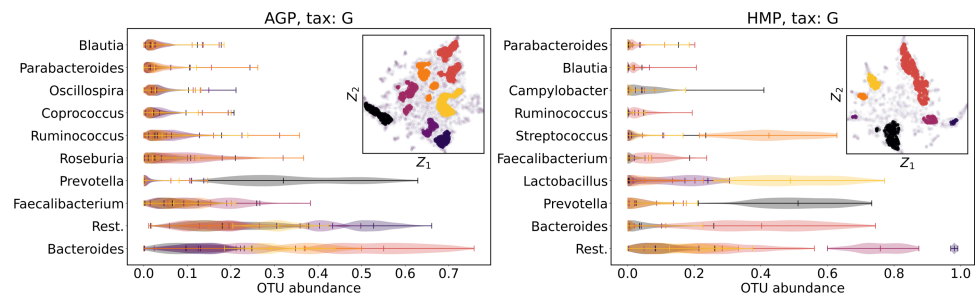 AGP, tax: G
Blautia
Parabacteroides
Oscillospira
Coprococcus
Ruminococcus
Roseburia
Prevotella
Faecalibacterium
Rest.
Bacteroides
Z2
Z1
0.0 0.1 0.2 0.3 0.4 0.5 0.6 0.7
OTU abundance
HMP, tax: G
Parabacteroides
Blautia
Campylobacter
Ruminococcus
Streptococcus
Faecalibacterium
Lactobacillus
Prevotella
Bacteroides
Rest.
Z2
Z1
0.0 0.2 0.4 0.6 0.8 1.0
OTU abundance